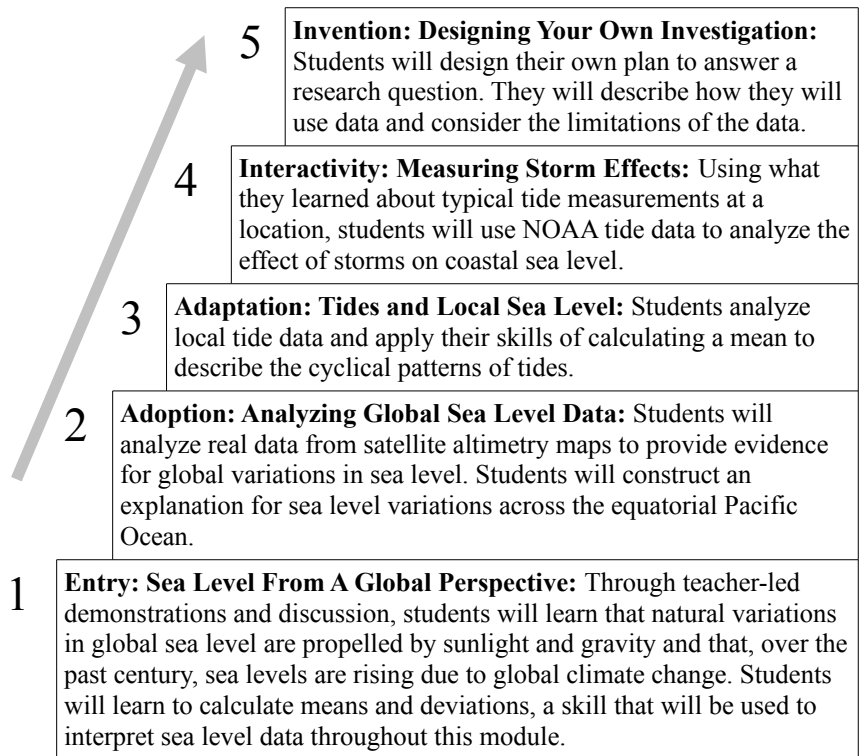 5
Invention: Designing Your Own Investigation:
Students will design their own plan to answer a
research question. They will describe how they will
use data and consider the limitations of the data.
4
Interactivity: Measuring Storm Effects: Using what
they learned about typical tide measurements at a
location, students will use NOAA tide data to analyze the
effect of storms on coastal sea level.
3
Adaptation: Tides and Local Sea Level: Students analyze
local tide data and apply their skills of calculating a mean to
describe the cyclical patterns of tides.
2
Adoption: Analyzing Global Sea Level Data: Students will
analyze real data from satellite altimetry maps to provide evidence
for global variations in sea level. Students will construct an
explanation for sea level variations across the equatorial Pacific
Ocean.
1
Entry: Sea Level From A Global Perspective: Through teacher-led
demonstrations and discussion, students will learn that natural variations
in global sea level are propelled by sunlight and gravity and that, over the
past century, sea levels are rising due to global climate change. Students
will learn to calculate means and deviations, a skill that will be used to
interpret sea level data throughout this module.